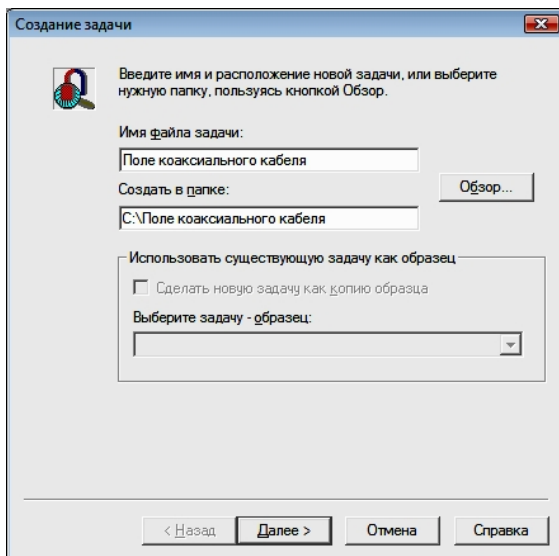 Создание задачи
Введите имя и расположение новой задачи, или выберите
нужную папку, пользуясь кнопкой Обзор.
Имя файла задачи:
Поле коаксиального кабеля
Создать в папке:
Обзор...
C:\Поле коаксиального кабеля
Использовать существующую задачу как образец
Сделать новую задачу как копию образца
Выберите задачу - образец:
< Назад
Далее >
Отмена
Справка